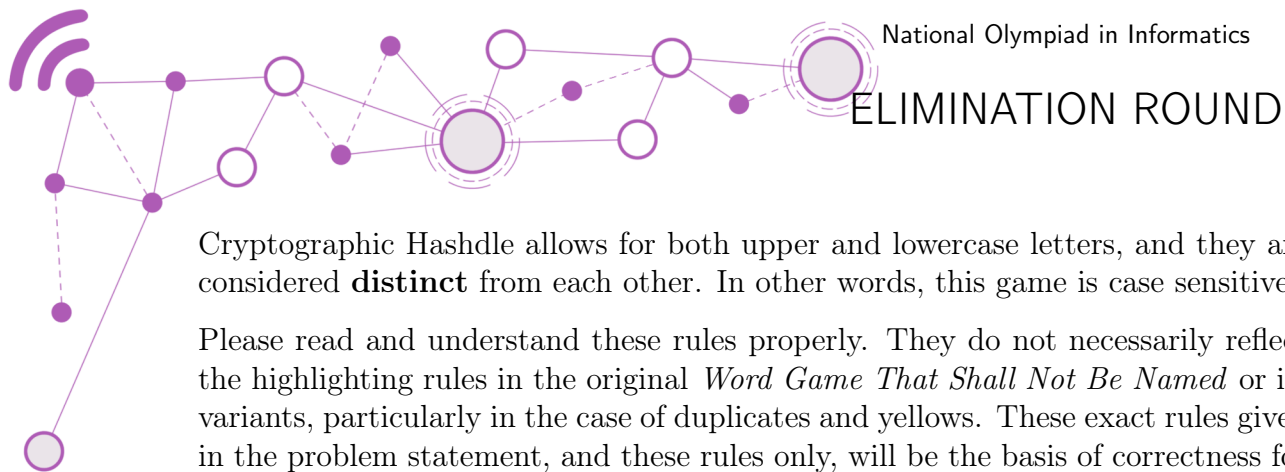 National Olympiad in Informatics
ELIMINATION ROUND
Cryptographic Hashdle allows for both upper and lowercase letters, and they
considered distinct from each other. In other words, this game is case sensitive
Please read and understand these rules properly. They do not necessarily
the highlighting rules in the original Word Game That Shall Not Be Named or
variants, particularly in the case of duplicates and yellows. These exact rules
in the problem statement, and these rules only, will be the basis of correctness